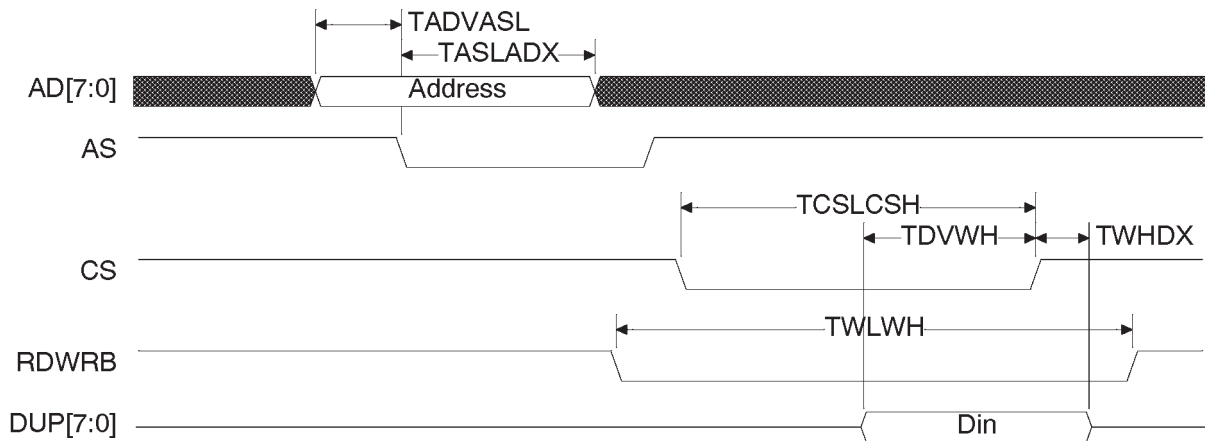 TADVASL
TASLADX
AD[7:0]
Address
AS
TCSLCSH
TDVWH
TWHDX
CS
TWLWH
RDWRB
DUP[7:0]
Din